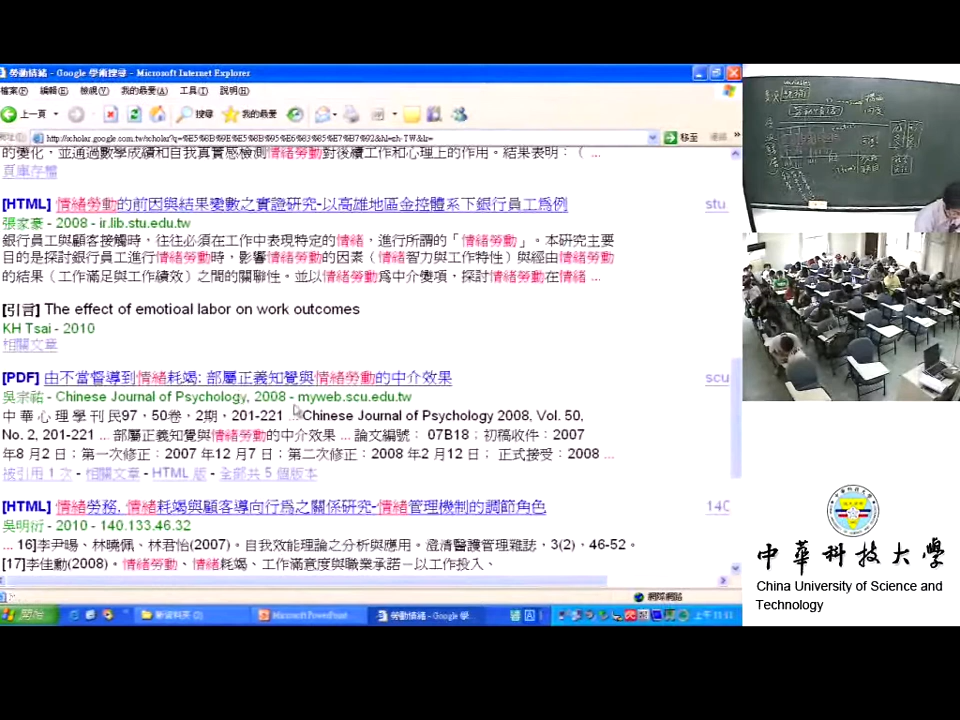 勞動情緒 - Google 學術搜尋 - Microsoft Internet Explorer
檔案(F) 編輯(E) 檢視(V) 我的最愛(A) 工具(T) 說明(H)
上一頁 搜尋 我的最愛
移至
的變化，並通過數學成績和自我真實感檢測情緒勞動對後續工作和心理上的作用。結果表明：（ ...
頁庫存檔
[HTML] 情緒勞動的前因與結果變數之實證研究-以高雄地區金控體系下銀行員工為例
stu
張家豪 - 2008 - ir.lib.stu.edu.tw
銀行員工與顧客接觸時，往往必須在工作中表現特定的情緒，進行所謂的「情緒勞動」。本研究主要
目的是探討銀行員工進行情緒勞動時，影響情緒勞動的因素（情緒智力與工作特性）與經由情緒勞動
的結果（工作滿足與工作績效）之間的關聯性。並以情緒勞動為中介變項，探討情緒勞動在情緒 ...
[引言] The effect of emotioal labor on work outcomes
KH Tsai - 2010
相關文章
[PDF] 由不當督導到情緒耗竭: 部屬正義知覺與情緒勞動的中介效果
scu
吳宗祐 - Chinese Journal of Psychology, 2008 - myweb.scu.edu.tw
中 華 心 理 學 刊 民97，50卷，2期，201-221 ... Chinese Journal of Psychology 2008, Vol. 50,
No. 2, 201-221 ... 部屬正義知覺與情緒勞動的中介效果 ... 論文編號： 07B18；初稿收件：2007
年8 月2 日；第一次修正：2007 年12 月7 日；第二次修正：2008 年2 月12 日； 正式接受：2008 ...
被引用 1 次 - 相關文章 - HTML 版 - 全部共 5 個版本
[HTML] 情緒勞務, 情緒耗竭與顧客導向行為之關係研究-情緒管理機制的調節角色
140
吳明衍 - 2010 - 140.133.46.32
... 16]李尹暘、林曉佩、林君怡(2007)。自我效能理論之分析與應用。澄清醫護管理雜誌，3(2)，46-52。
[17]李佳勳(2008)。情緒勞動、情緒耗竭、工作滿意度與職業承諾－以工作投入、
網際網路
開始 新資料夾 (2) Microsoft PowerPoint 勞動情緒 - Google 學... 上午 11:11
中華科技大學
China University of Science and
Technology